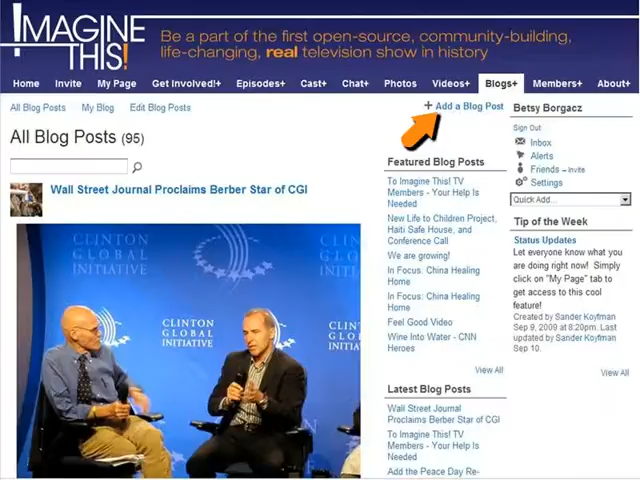 IMAGINE
THIS!
Be a part of the first open-source, community-building,
life-changing, real television show in history
Home Invite My Page Get Involved!+ Episodes+ Cast+ Chat+ Photos Videos+ Blogs+ Members+ About+
All Blog Posts My Blog Edit Blog Posts
+ Add a Blog Post
All Blog Posts (95)
Wall Street Journal Proclaims Berber Star of CGI
CLINTON
GLOBAL
INITIATIVE
CLINTON
GLOBAL
INITIATIVE
Featured Blog Posts
To Imagine This! TV
Members - Your Help Is
Needed
New Life to Children Project,
Haiti Safe House, and
Conference Call
We are growing!
In Focus: China Healing
Home
In Focus: China Healing
Home
Feel Good Video
Wine Into Water - CNN
Heroes
View All
Latest Blog Posts
Wall Street Journal
Proclaims Berber Star of CGI
To Imagine This! TV
Members - Your Help Is
Needed
Add the Peace Day Re-
Betsy Borgacz
Sign Out
Inbox
Alerts
Friends – Invite
Settings
Quick Add...
Tip of the Week
Status Updates
Let everyone know what you
are doing right now! Simply
click on "My Page" tab to
get access to this cool
feature!
Created by Sander Koyfman
Sep 9, 2009 at 8:20pm. Last
updated by Sander Koyfman
Sep 10.
View All